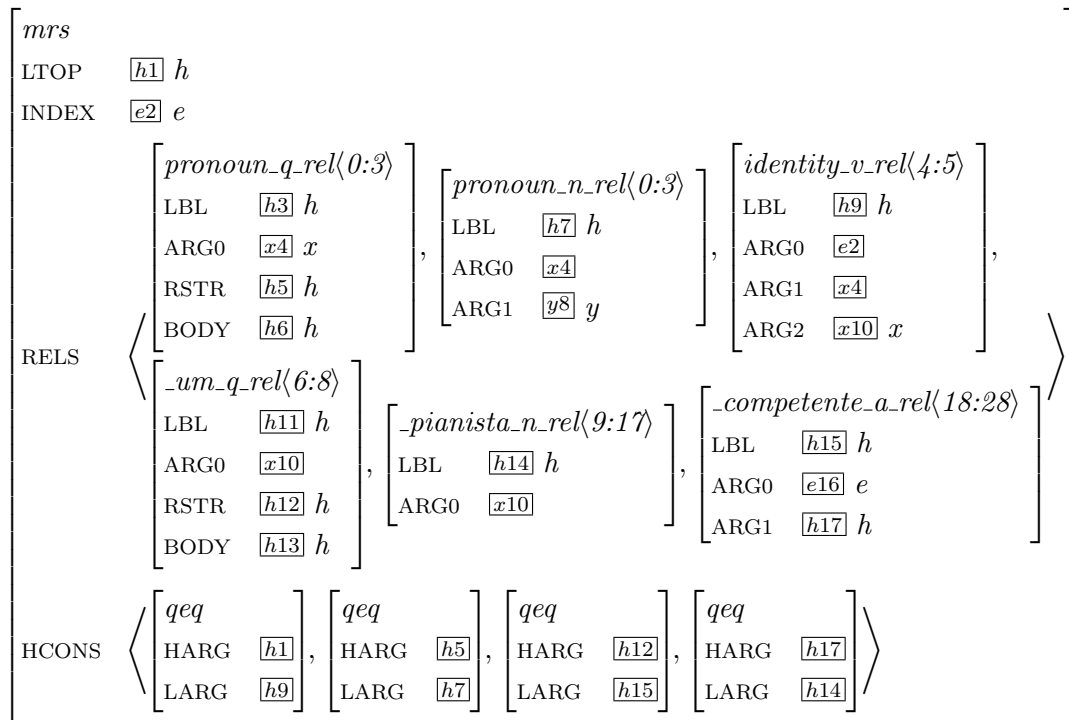 mrs
LTOP h1 h
INDEX e2 e
RELS ⟨ [pronoun_q_rel⟨0:3⟩
LBL h3 h
ARG0 x4 x
RSTR h5 h
BODY h6 h],
[pronoun_n_rel⟨0:3⟩
LBL h7 h
ARG0 x4
ARG1 y8 y],
[identity_v_rel⟨4:5⟩
LBL h9 h
ARG0 e2
ARG1 x4
ARG2 x10 x],
[_um_q_rel⟨6:8⟩
LBL h11 h
ARG0 x10
RSTR h12 h
BODY h13 h],
[_pianista_n_rel⟨9:17⟩
LBL h14 h
ARG0 x10],
[_competente_a_rel⟨18:28⟩
LBL h15 h
ARG0 e16 e
ARG1 h17 h] ⟩
HCONS ⟨ [qeq
HARG h1
LARG h9],
[qeq
HARG h5
LARG h7],
[qeq
HARG h12
LARG h15],
[qeq
HARG h17
LARG h14] ⟩